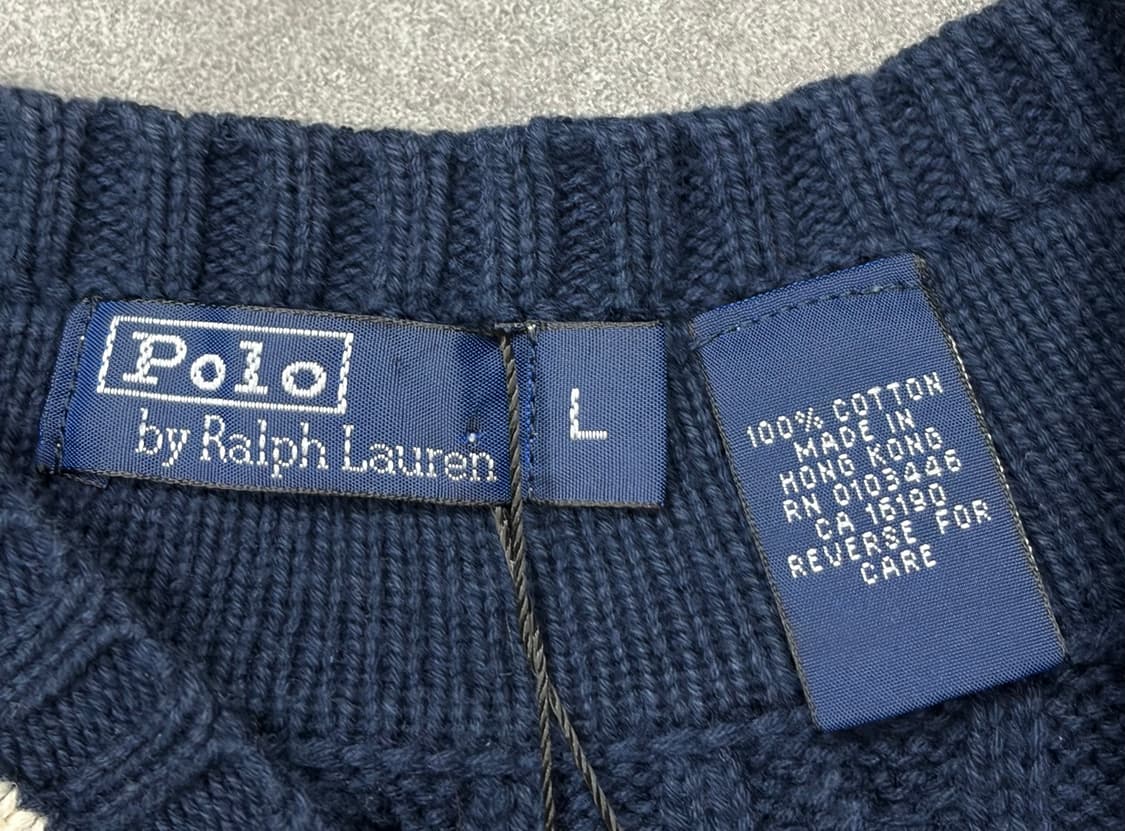 Polo
by Ralph Lauren
L
100% COTTON
MADE IN
HONG KONG
RN 0103446
CA 16190
REVERSE FOR
CARE